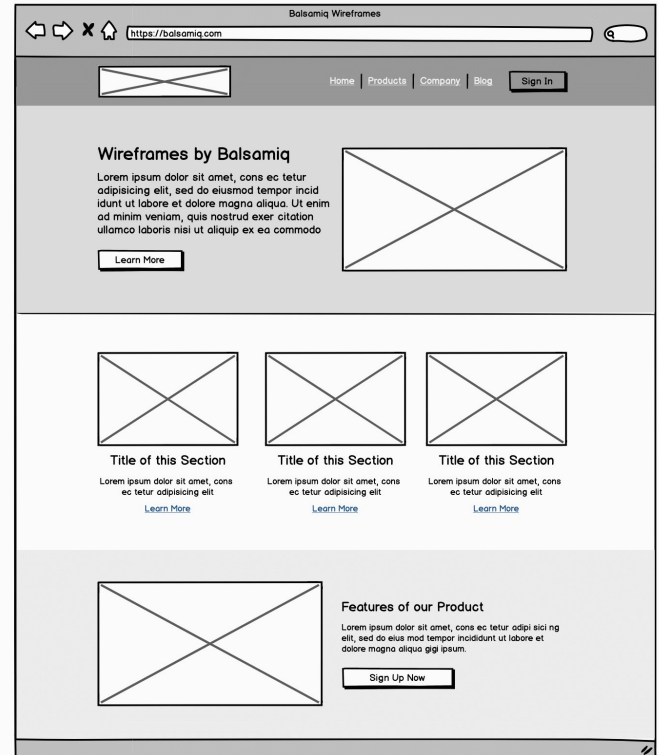 Balsamiq Wireframes
https://balsamiq.com
Home Products Company Blog Sign In
Wireframes by Balsamiq
Lorem ipsum dolor sit amet, cons ec tetur
adipisicing elit, sed do eiusmod tempor incid
idunt ut labore et dolore magna aliqua. Ut enim
ad minim veniam, quis nostrud exer citation
ullamco laboris nisi ut aliquip ex ea commodo
Learn More
Title of this Section
Lorem ipsum dolor sit amet, cons
ec tetur adipisicing elit
Learn More
Title of this Section
Lorem ipsum dolor sit amet, cons
ec tetur adipisicing elit
Learn More
Title of this Section
Lorem ipsum dolor sit amet, cons
ec tetur adipisicing elit
Learn More
Features of our Product
Lorem ipsum dolor sit amet, cons ec tetur adipi sici ng
elit, sed do eius mod tempor incididunt ut labore et
dolore magna aliqua gigi ipsum.
Sign Up Now